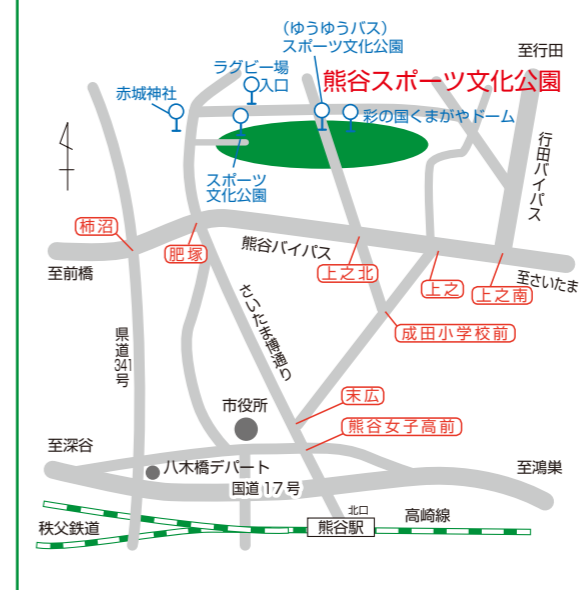 (ゆうゆうバス)
スポーツ文化公園
至行田
ラグビー場
入口
熊谷スポーツ文化公園
赤城神社
彩の国くまがやドーム
スポーツ
文化公園
行田バイパス
柿沼
肥塚
熊谷バイパス
上之北
上之
上之南
至さいたま
至前橋
さいたま博通り
成田小学校前
県道341号
末広
市役所
熊谷女子高前
至深谷
八木橋デパート
至鴻巣
国道17号
北口
熊谷駅
高崎線
秩父鉄道